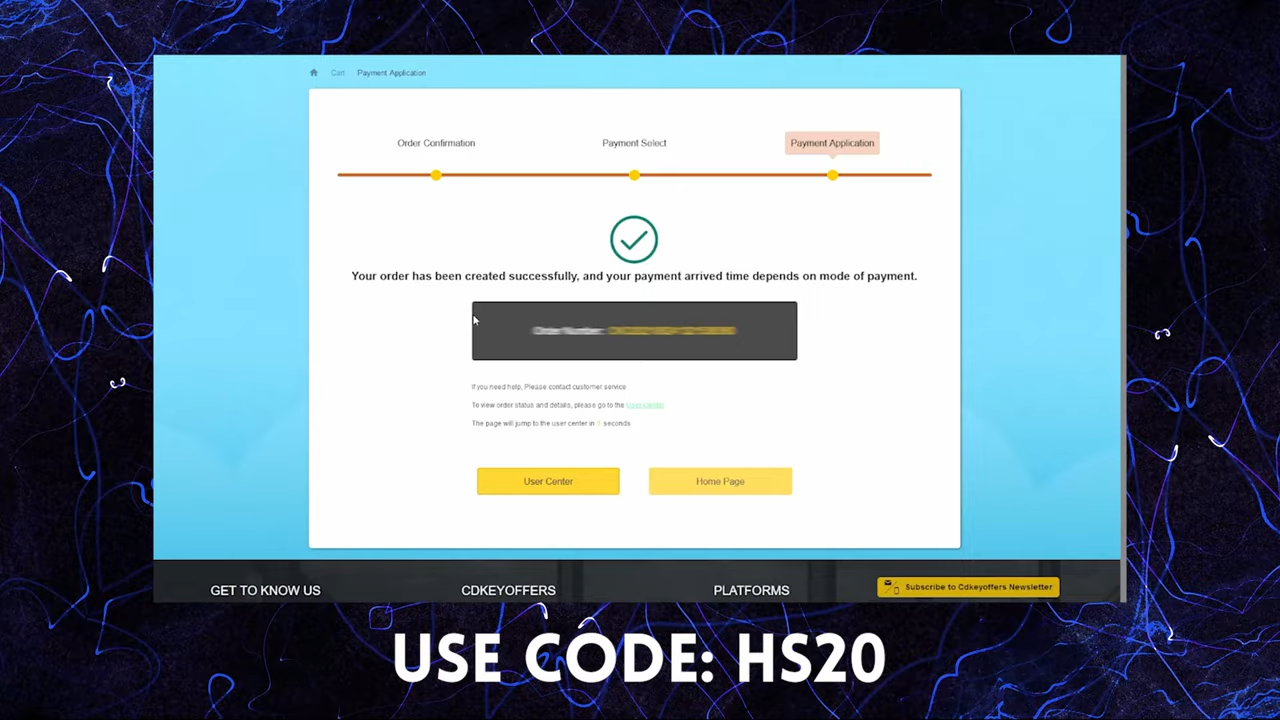 Cart Payment Application
Order Confirmation
Payment Select
Payment Application
Your order has been created successfully, and your payment arrived time depends on mode of payment.
If you need help, Please contact customer service
To view order status and details, please go to the
The page will jump to the user center in 0 seconds
User Center
Home Page
GET TO KNOW US
CDKEYOFFERS
PLATFORMS
Subscribe to Cdkeyoffers Newsletter
USE CODE: HS20